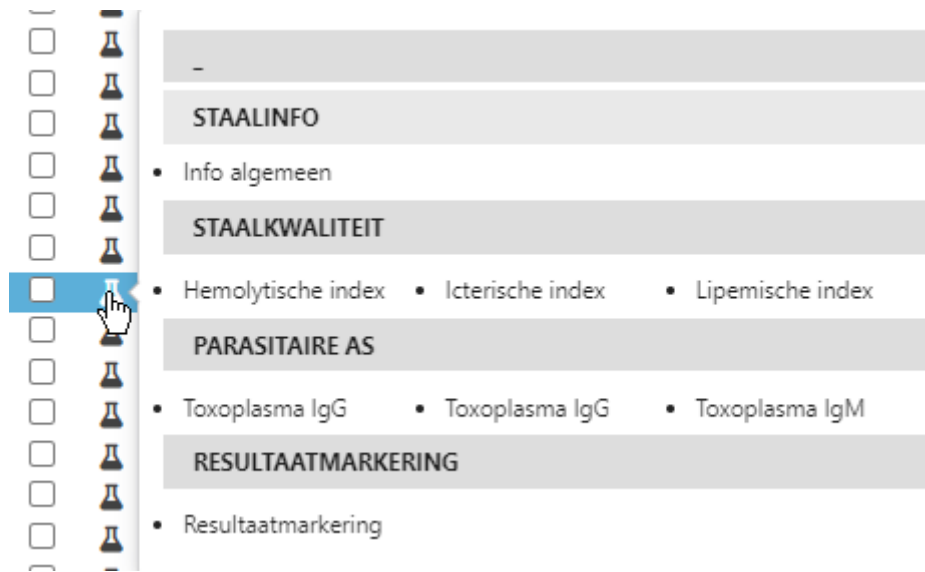 _
STAALINFO
• Info algemeen
STAALKWALITEIT
• Hemolytische index • Icterische index • Lipemische index
PARASITAIRE AS
• Toxoplasma IgG • Toxoplasma IgG • Toxoplasma IgM
RESULTAATMARKERING
• Resultaatmarkering